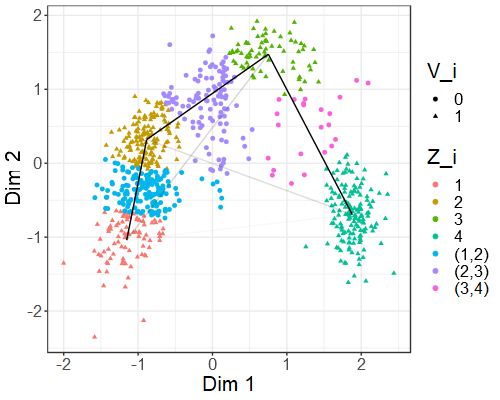 2
1
0
-1
-2
Dim 2
-2 -1 0 1 2
Dim 1
V_i
0
1
Z_i
1
2
3
4
(1,2)
(2,3)
(3,4)